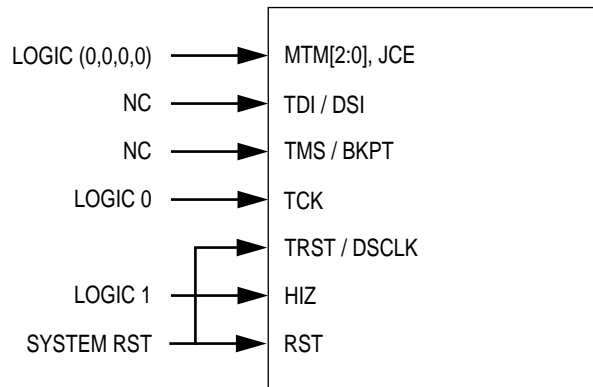 LOGIC (0,0,0,0) MTM[2:0], JCE
NC TDI / DSI
NC TMS / BKPT
LOGIC 0 TCK
TRST / DSCLK
LOGIC 1 HIZ
SYSTEM RST RST